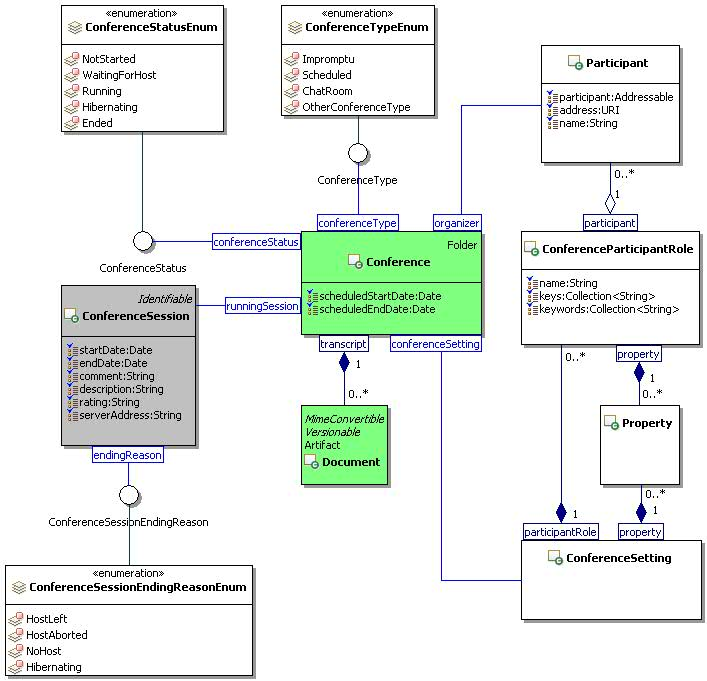 «enumeration»
ConferenceStatusEnum
NotStarted
WaitingForHost
Running
Hibernating
Ended
«enumeration»
ConferenceTypeEnum
Impromptu
Scheduled
ChatRoom
OtherConferenceType
Participant
participant:Addressable
address:URI
name:String
0..*
1
participant
ConferenceType
conferenceType
organizer
ConferenceStatus
conferenceStatus
Folder
Conference
scheduledStartDate:Date
scheduledEndDate:Date
ConferenceParticipantRole
name:String
keys:Collection<String>
keywords:Collection<String>
Identifiable
ConferenceSession
startDate:Date
endDate:Date
comment:String
description:String
rating:String
serverAddress:String
runningSession
transcript
1
0..*
conferenceSetting
0..*
property
1
0..*
MimeConvertible
Versionable
Artifact
Document
Property
0..*
1
1
participantRole
property
ConferenceSetting
endingReason
ConferenceSessionEndingReason
«enumeration»
ConferenceSessionEndingReasonEnum
HostLeft
HostAborted
NoHost
Hibernating